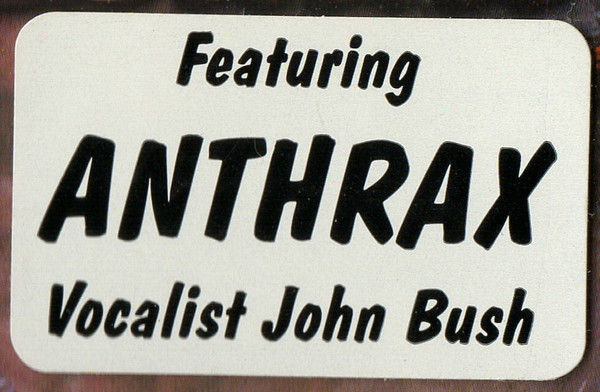 Featuring
ANTHRAX
Vocalist John Bush